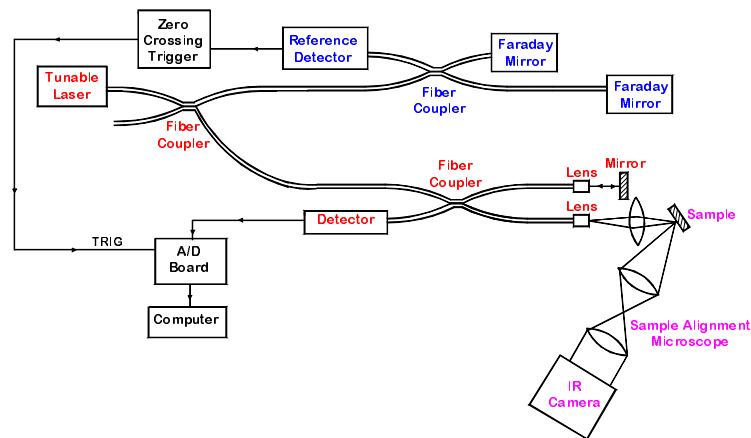 Zero
Crossing
Trigger
Reference
Detector
Faraday
Mirror
Tunable
Laser
Faraday
Mirror
Fiber
Coupler
Fiber
Coupler
Fiber
Coupler
Lens
Mirror
Lens
Detector
Sample
TRIG
A/D
Board
Computer
Sample Alignment
Microscope
IR
Camera